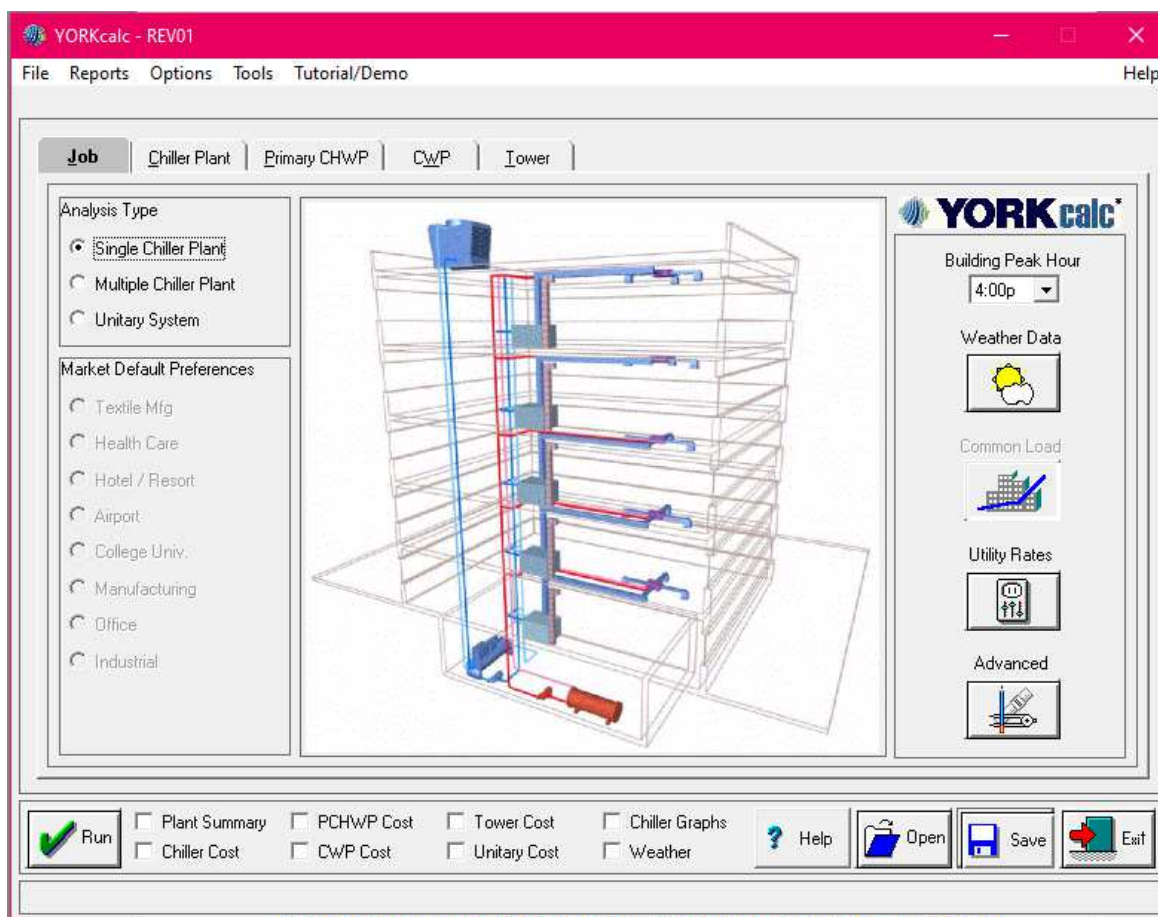 YORKcalc - REV01
File Reports Options Tools Tutorial/Demo Help
Job Chiller Plant Primary CHWP CWP Tower
Analysis Type
Single Chiller Plant
Multiple Chiller Plant
Unitary System
Market Default Preferences
Textile Mfg
Health Care
Hotel / Resort
Airport
College Univ.
Manufacturing
Office
Industrial
YORKcalc
Building Peak Hour
4:00p
Weather Data
Common Load
Utility Rates
Advanced
Run
Plant Summary PCHWP Cost Tower Cost Chiller Graphs
Chiller Cost CWP Cost Unitary Cost Weather
? Help Open Save Exit